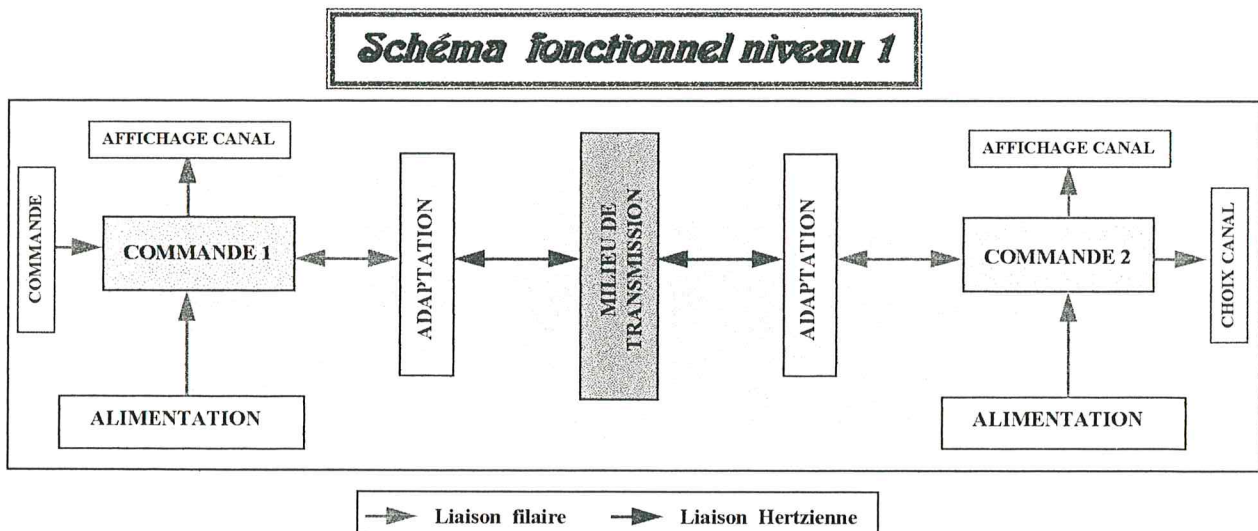 Schéma fonctionnel niveau 1
AFFICHAGE CANAL
COMMANDE
COMMANDE 1
ALIMENTATION
ADAPTATION
MILIEU DE
TRANSMISSION
ADAPTATION
AFFICHAGE CANAL
COMMANDE 2
CHOIX CANAL
ALIMENTATION
Liaison filaire
Liaison Hertzienne